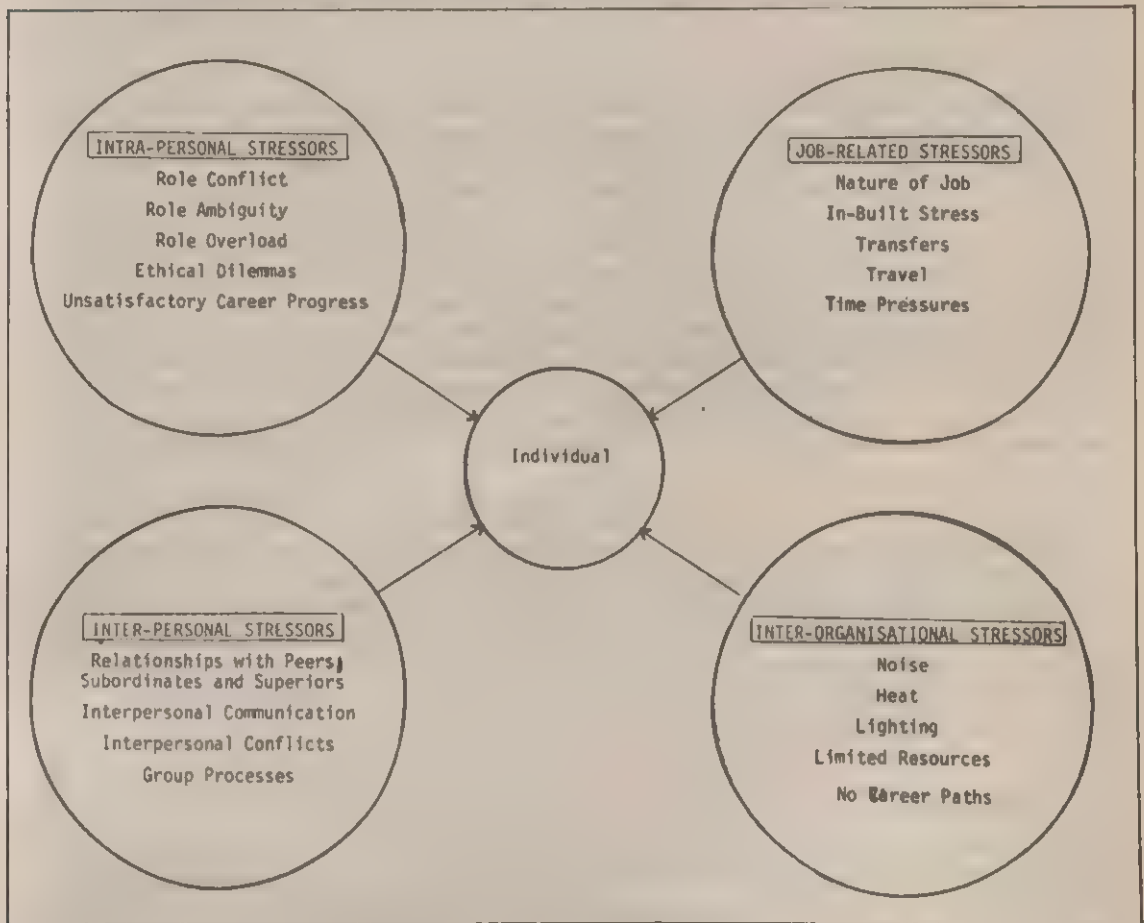 INTRA-PERSONAL STRESSORS
Role Conflict
Role Ambiguity
Role Overload
Ethical Dilemmas
Unsatisfactory Career Progress
JOB-RELATED STRESSORS
Nature of Job
In-Built Stress
Transfers
Travel
Time Pressures
Individual
INTER-PERSONAL STRESSORS
Relationships with Peers,
Subordinates and Superiors
Interpersonal Communication
Interpersonal Conflicts
Group Processes
INTER-ORGANISATIONAL STRESSORS
Noise
Heat
Lighting
Limited Resources
No Career Paths